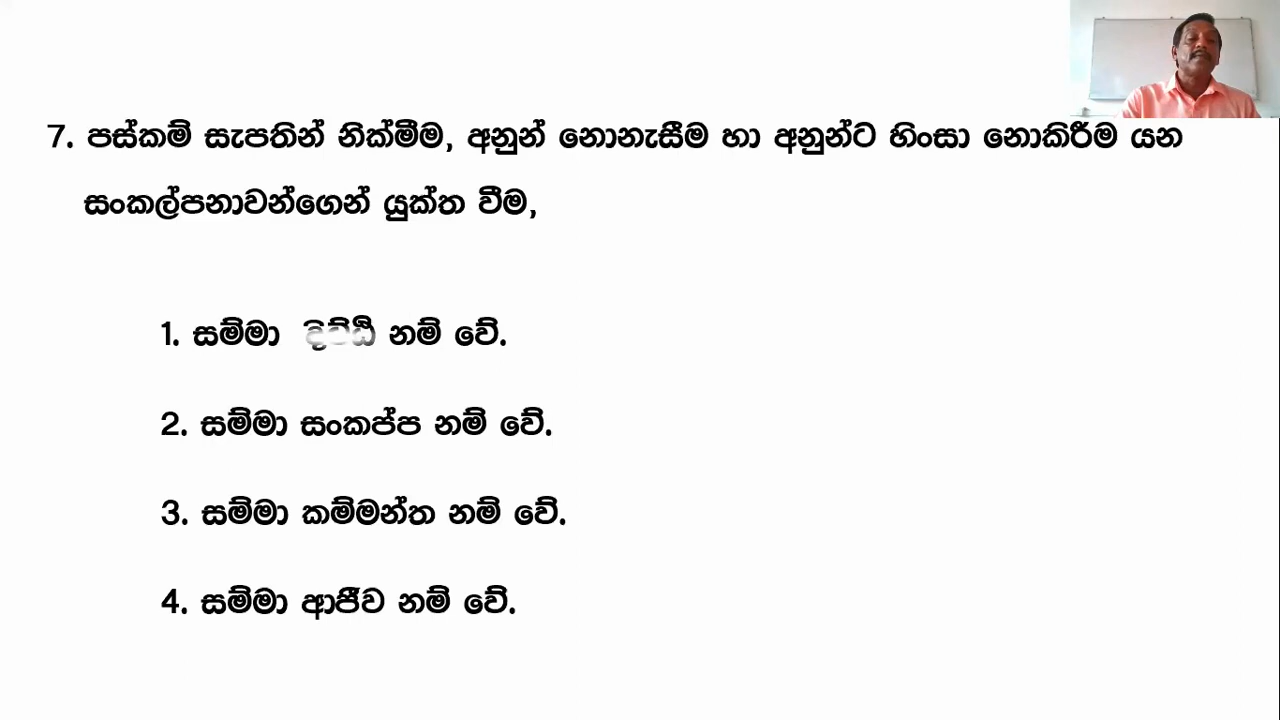 7. පස්කම් සැපතින් නික්මීම, අනුන් නොනැසීම හා අනුන්ට හිංසා නොකිරීම යන
සංකල්පනාවන්ගෙන් යුක්ත වීම,
1. සම්මා දිට්ඨි නම් වේ.
2. සම්මා සංකප්ප නම් වේ.
3. සම්මා කම්මන්ත නම් වේ.
4. සම්මා ආජීව නම් වේ.